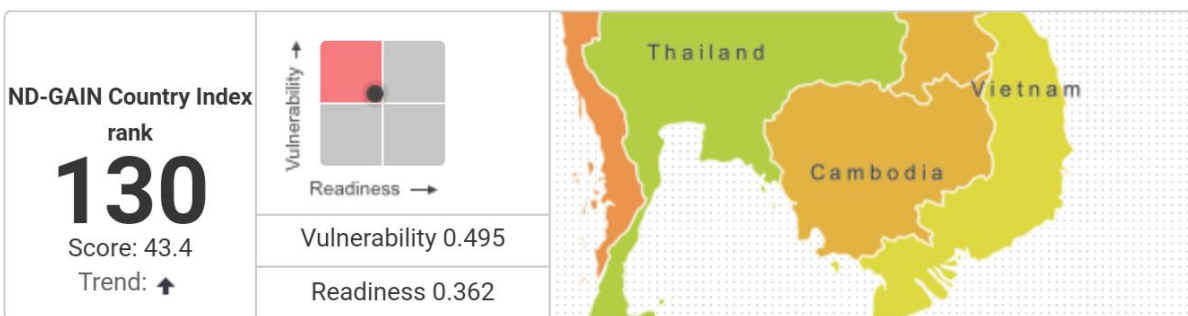 ND-GAIN Country Index
rank
130
Score: 43.4
Trend:
Vulnerability
Readiness
Vulnerability 0.495
Readiness 0.362
Thailand
Vietnam
Cambodia